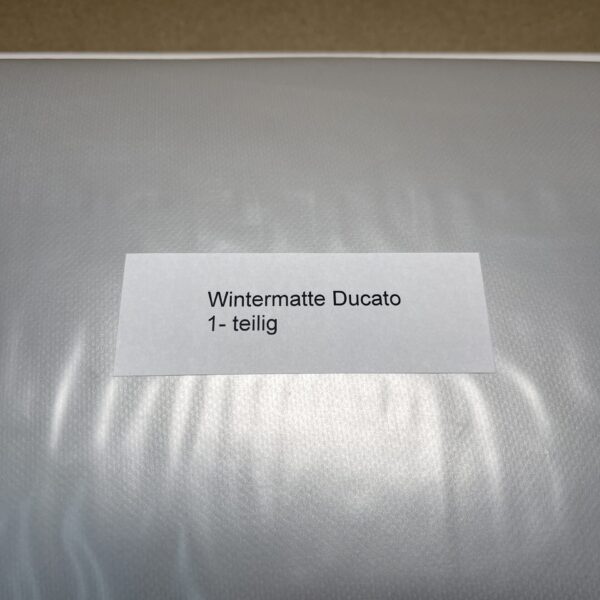 Wintermatte Ducato
1- teilig